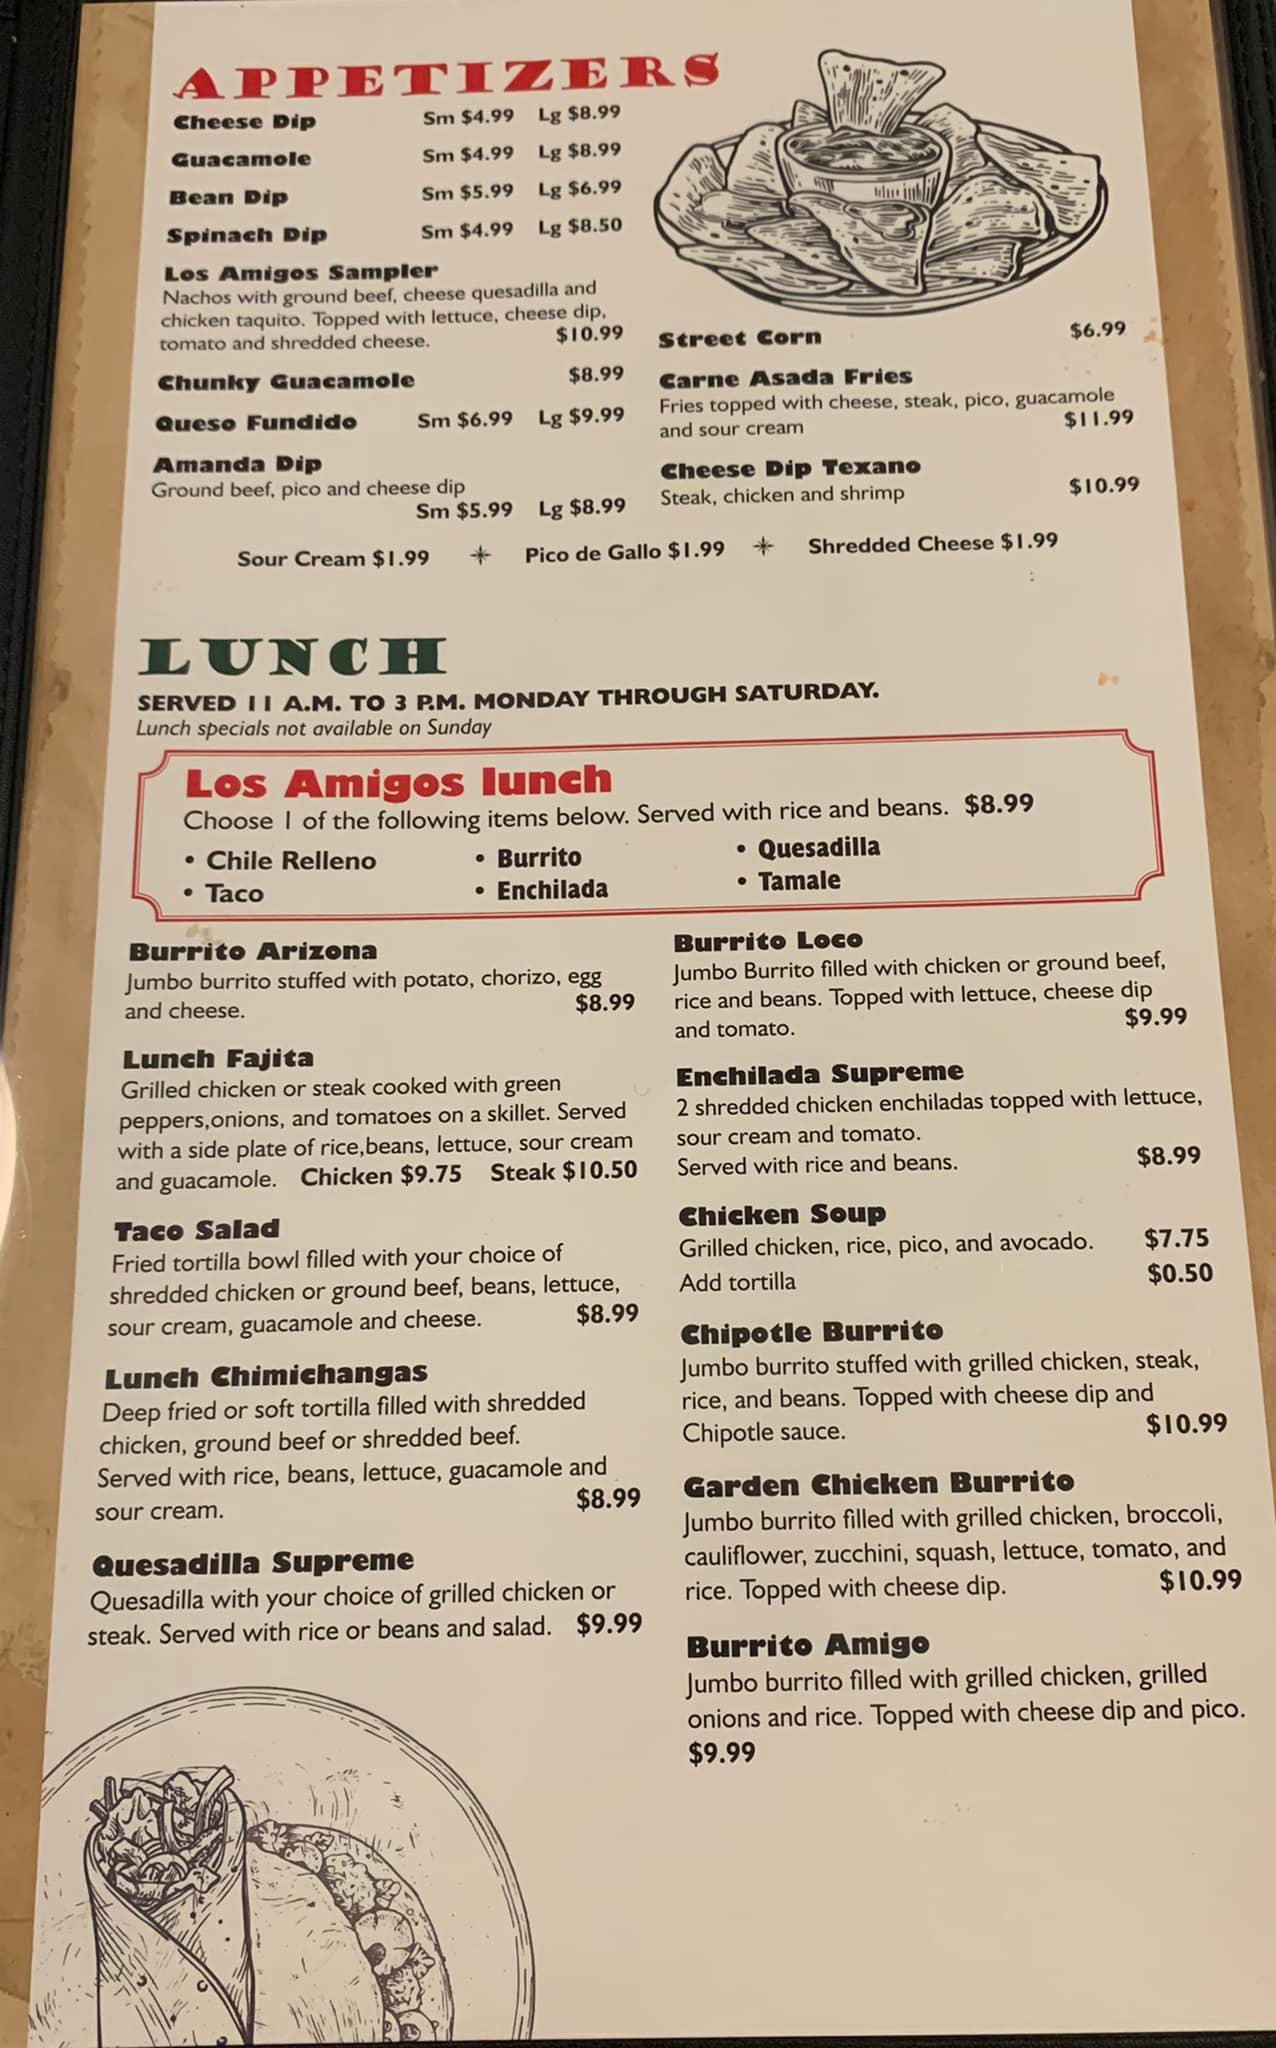 APPETIZERS
Cheese Dip Sm $4.99 Lg $8.99
Guacamole Sm $4.99 Lg $8.99
Bean Dip Sm $5.99 Lg $6.99
Spinach Dip Sm $4.99 Lg $8.50
Los Amigos Sampler
Nachos with ground beef, cheese quesadilla and
chicken taquito. Topped with lettuce, cheese dip,
tomato and shredded cheese. $10.99
Chunky Guacamole $8.99
Queso Fundido Sm $6.99 Lg $9.99
Amanda Dip
Ground beef, pico and cheese dip
Sm $5.99 Lg $8.99
Street Corn $6.99
Carne Asada Fries
Fries topped with cheese, steak, pico, guacamole
and sour cream $11.99
Cheese Dip Texano
Steak, chicken and shrimp $10.99
Sour Cream $1.99 Pico de Gallo $1.99 Shredded Cheese $1.99
LUNCH
SERVED 11 A.M. TO 3 P.M. MONDAY THROUGH SATURDAY.
Lunch specials not available on Sunday
Los Amigos lunch
Choose 1 of the following items below. Served with rice and beans. $8.99
• Chile Relleno • Burrito • Quesadilla
• Taco • Enchilada • Tamale
Burrito Arizona
Jumbo burrito stuffed with potato, chorizo, egg
and cheese. $8.99
Lunch Fajita
Grilled chicken or steak cooked with green
peppers,onions, and tomatoes on a skillet. Served
with a side plate of rice,beans, lettuce, sour cream
and guacamole. Chicken $9.75 Steak $10.50
Taco Salad
Fried tortilla bowl filled with your choice of
shredded chicken or ground beef, beans, lettuce,
sour cream, guacamole and cheese. $8.99
Lunch Chimichangas
Deep fried or soft tortilla filled with shredded
chicken, ground beef or shredded beef.
Served with rice, beans, lettuce, guacamole and
sour cream. $8.99
Quesadilla Supreme
Quesadilla with your choice of grilled chicken or
steak. Served with rice or beans and salad. $9.99
Burrito Loco
Jumbo Burrito filled with chicken or ground beef,
rice and beans. Topped with lettuce, cheese dip
and tomato. $9.99
Enchilada Supreme
2 shredded chicken enchiladas topped with lettuce,
sour cream and tomato.
Served with rice and beans. $8.99
Chicken Soup
Grilled chicken, rice, pico, and avocado. $7.75
Add tortilla $0.50
Chipotle Burrito
Jumbo burrito stuffed with grilled chicken, steak,
rice, and beans. Topped with cheese dip and
Chipotle sauce. $10.99
Garden Chicken Burrito
Jumbo burrito filled with grilled chicken, broccoli,
cauliflower, zucchini, squash, lettuce, tomato, and
rice. Topped with cheese dip. $10.99
Burrito Amigo
Jumbo burrito filled with grilled chicken, grilled
onions and rice. Topped with cheese dip and pico.
$9.99